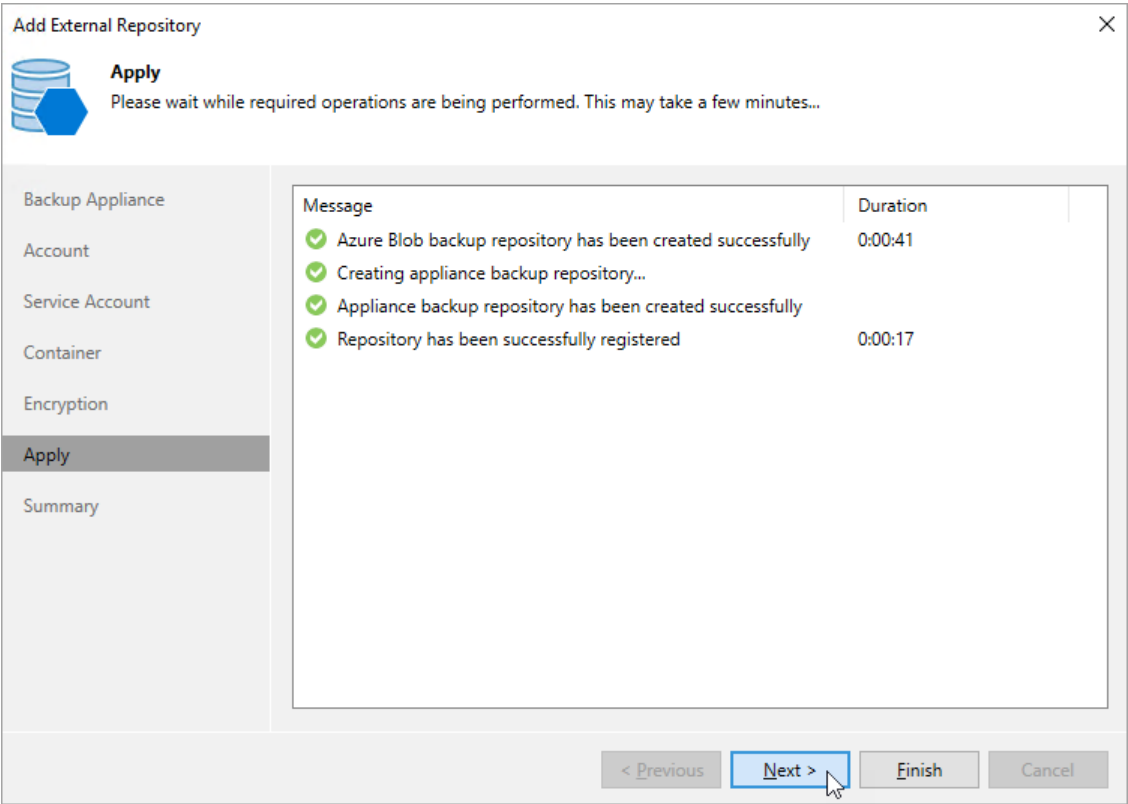 Add External Repository
Apply
Please wait while required operations are being performed. This may take a few minutes...
Backup Appliance
Account
Service Account
Container
Encryption
Apply
Summary
Message Duration
Azure Blob backup repository has been created successfully 0:00:41
Creating appliance backup repository...
Appliance backup repository has been created successfully
Repository has been successfully registered 0:00:17
< Previous Next > Finish Cancel